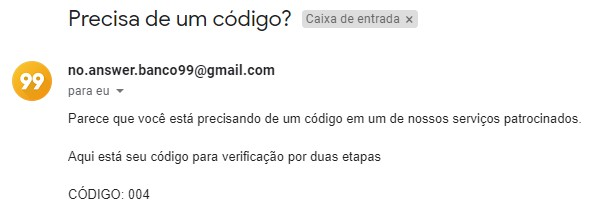 Precisa de um código? Caixa de entrada ×
99
no.answer.banco99@gmail.com
para eu
Parece que você está precisando de um código em um de nossos serviços patrocinados.
Aqui está seu código para verificação por duas etapas
CÓDIGO: 004